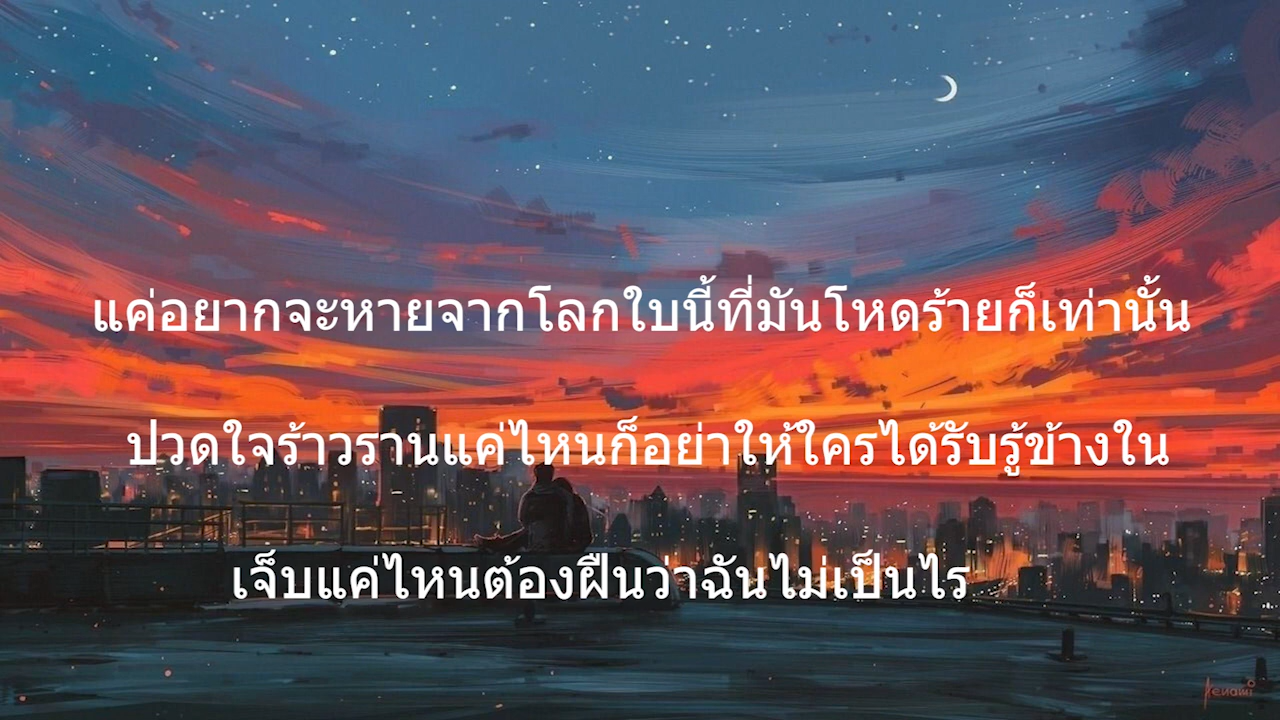 แค่อยากจะหายจากโลกใบนี้ที่มันโหดร้ายก็เท่านั้น
ปวดใจร้าวรานแค่ไหนก็อย่าให้ใครได้รับรู้ข้างใน
เจ็บแค่ไหนต้องฝืนว่าฉันไม่เป็นไร
Aenami